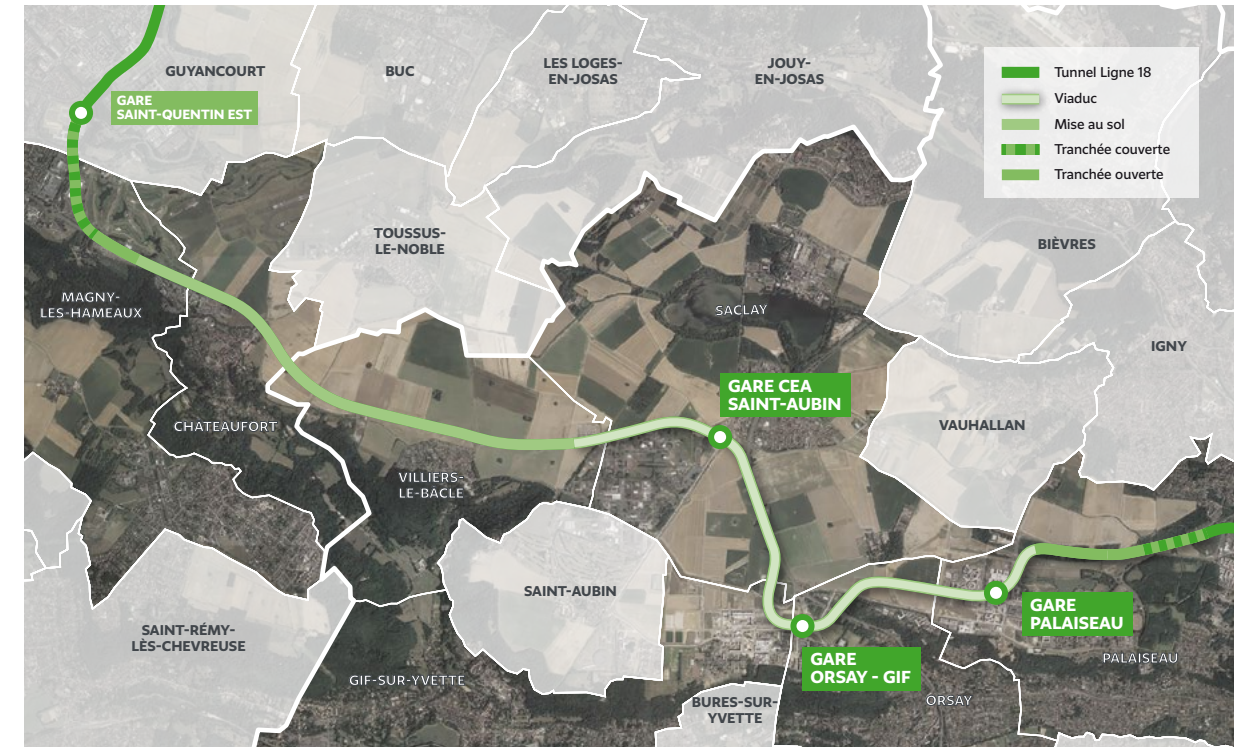 GUYANCOURT
BUC
LES LOGES-
EN-JOSAS
JOUY-
EN-JOSAS
Tunnel Ligne 18
Viaduc
Mise au sol
Tranchée couverte
Tranchée ouverte
GARE
SAINT-QUENTIN EST
TOUSSUS-
LE-NOBLE
BIÈVRES
MAGNY-
LES-HAMEAUX
SACLAY
IGNY
GARE CEA
SAINT-AUBIN
CHATEAUFORT
VAUHALLAN
VILLIERS-
LE-BACLE
SAINT-AUBIN
GARE
PALAISEAU
SAINT-RÉMY-
LÈS-CHEVREUSE
PALAISEAU
GARE
ORSAY - GIF
GIF-SUR-YVETTE
ORSAY
BURES-SUR-
YVETTE